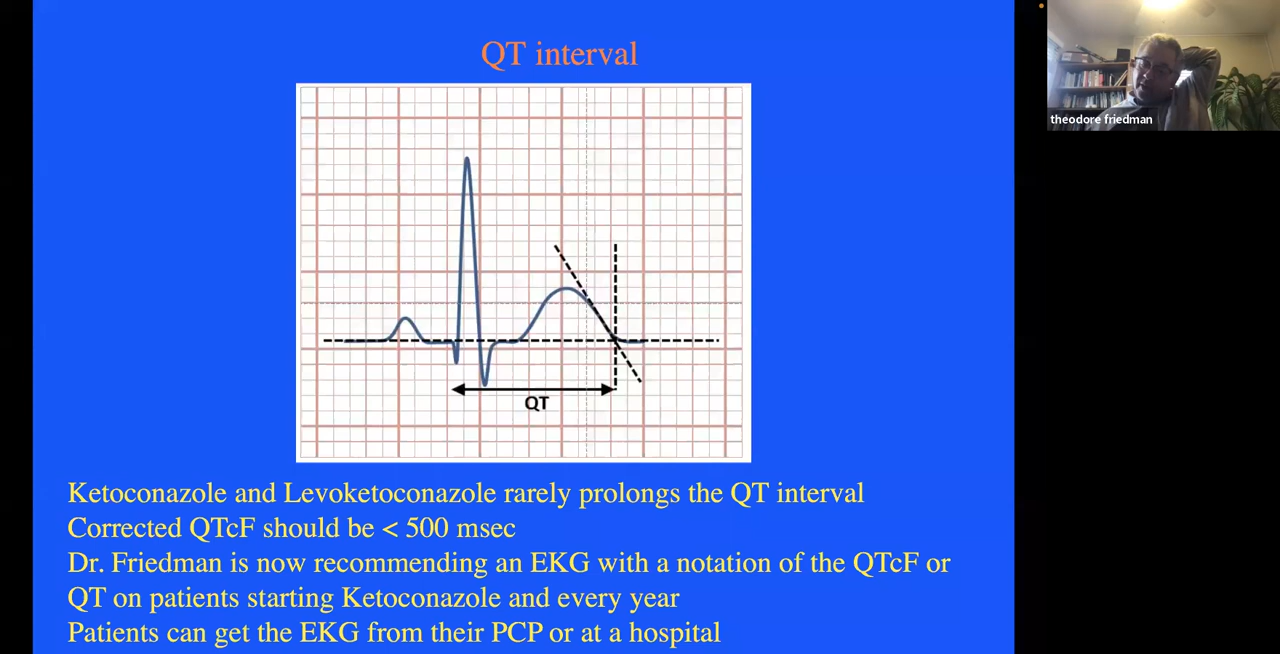 QT interval
QT
Ketoconazole and Levoketoconazole rarely prolongs the QT interval
Corrected QTcF should be < 500 msec
Dr. Friedman is now recommending an EKG with a notation of the QTcF or
QT on patients starting Ketoconazole and every year
Patients can get the EKG from their PCP or at a hospital
theodore friedman